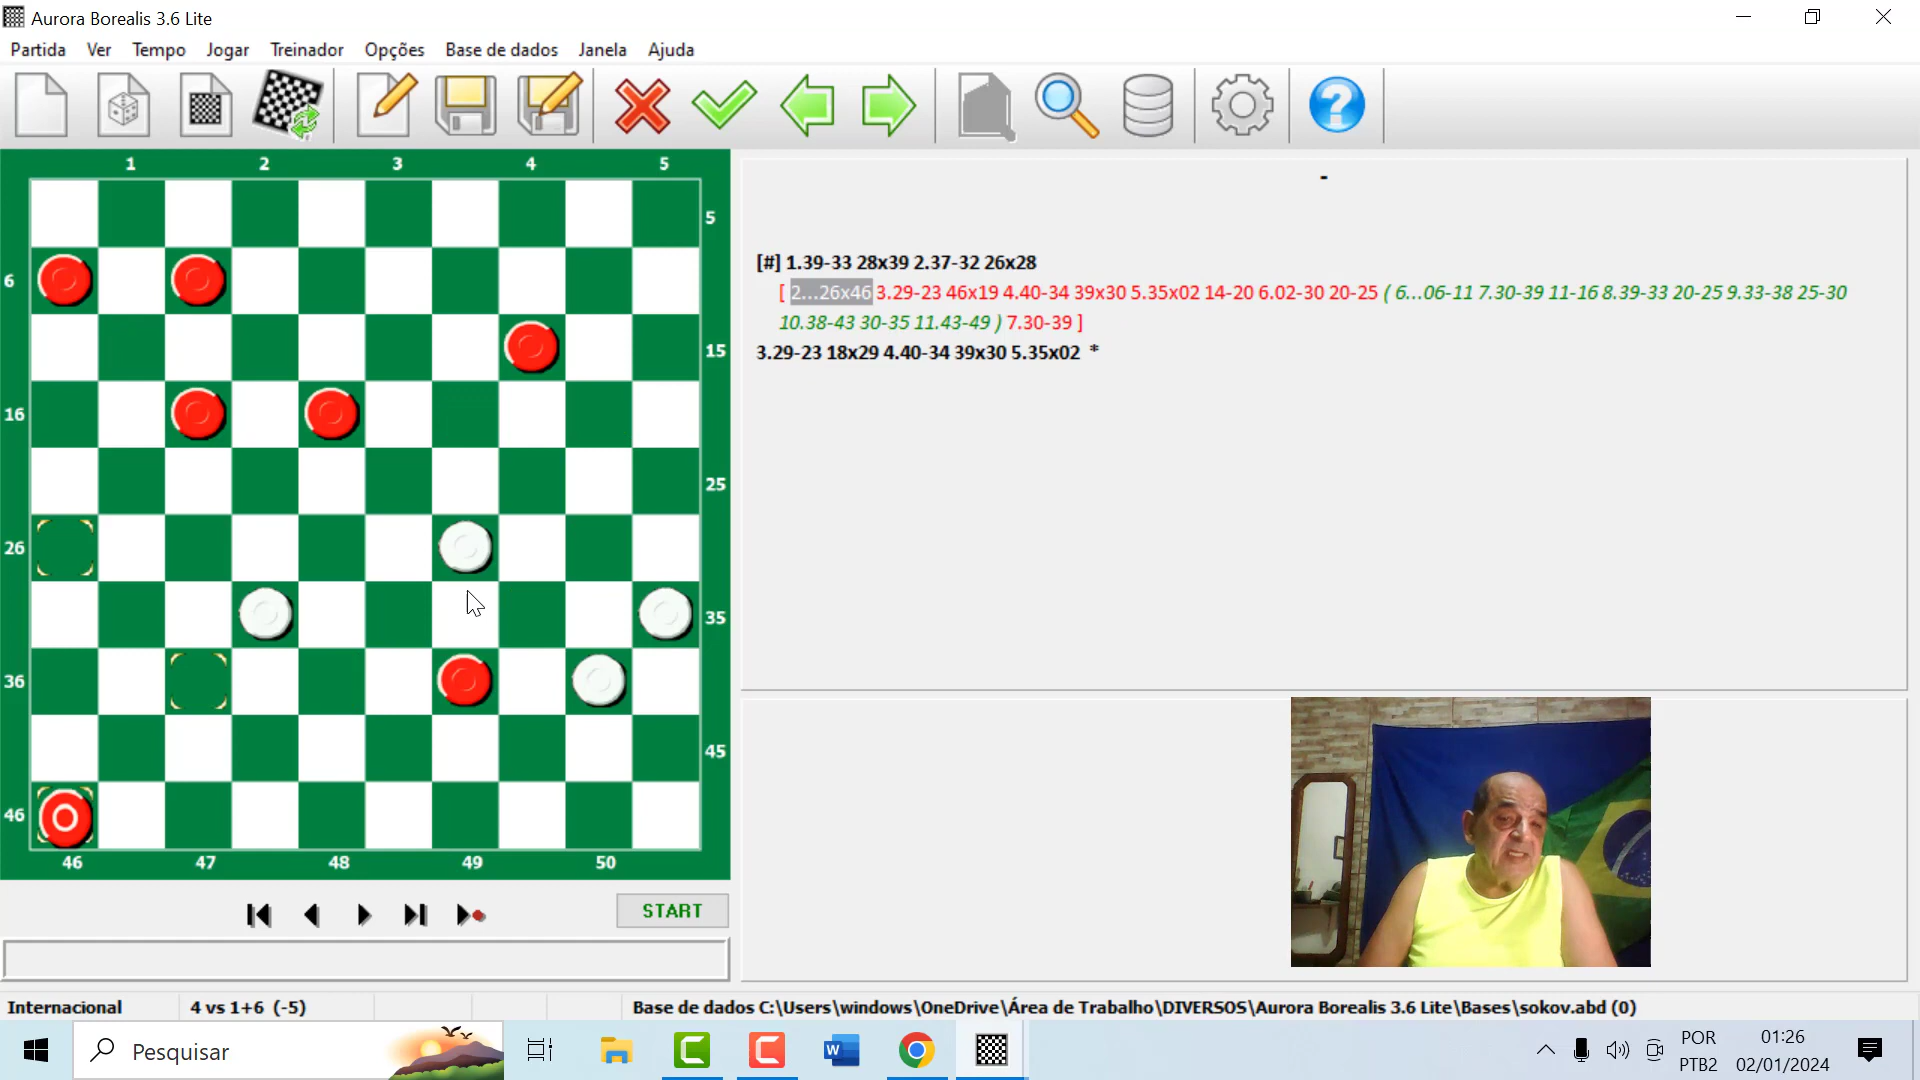 Aurora Borealis 3.6 Lite
Partida Ver Tempo Jogar Treinador Opções Base de dados Janela Ajuda
1 2 3 4 5
5
6
15
16
25
26
35
36
45
46
46 47 48 49 50
START
-
[#] 1.39-33 28x39 2.37-32 26x28
[ 2...26x46 3.29-23 46x19 4.40-34 39x30 5.35x02 14-20 6.02-30 20-25 ( 6...06-11 7.30-39 11-16 8.39-33 20-25 9.33-38 25-30
10.38-43 30-35 11.43-49 ) 7.30-39 ]
3.29-23 18x29 4.40-34 39x30 5.35x02 *
Internacional 4 vs 1+6 (-5) Base de dados C:\Users\windows\OneDrive\Área de Trabalho\DIVERSOS\Aurora Borealis 3.6 Lite\Bases\sokov.abd (0)
Pesquisar
POR
PTB2
01:26
02/01/2024